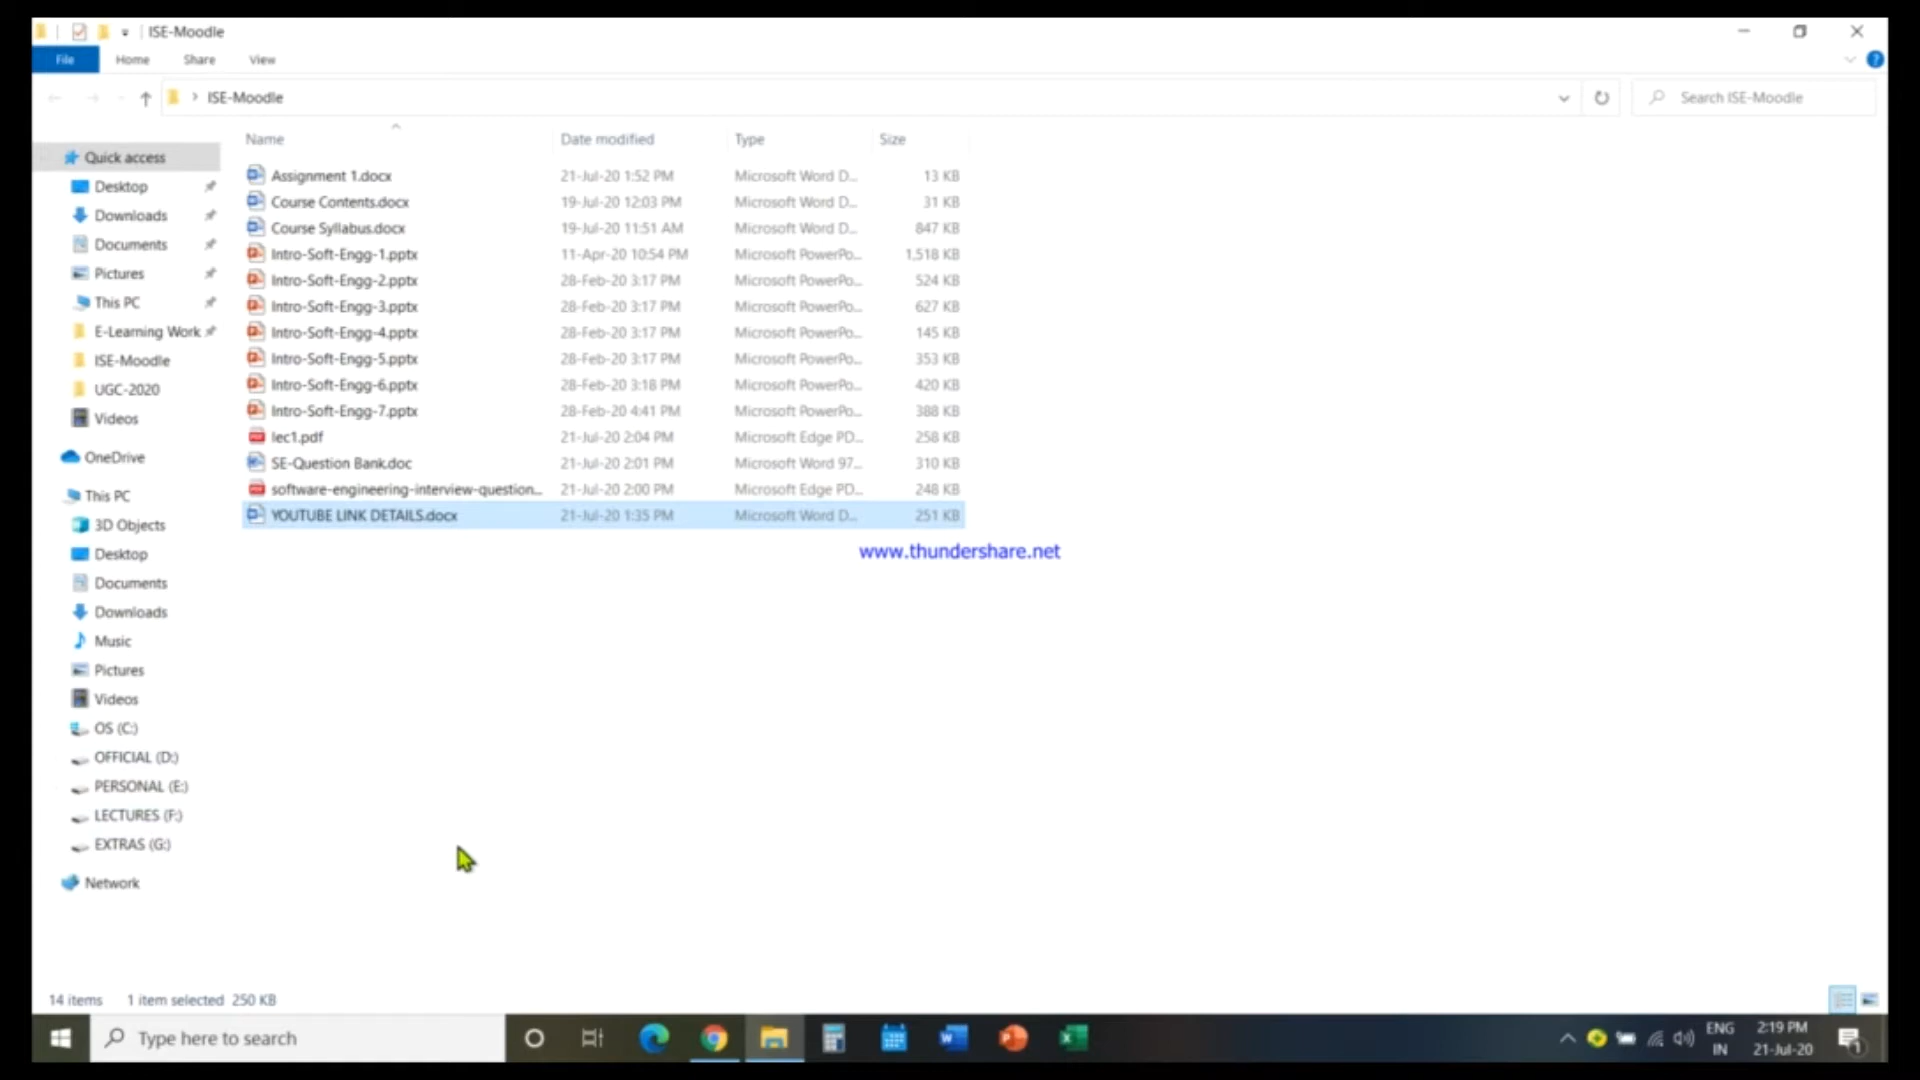 ISE-Moodle
File Home Share View
ISE-Moodle Search ISE-Moodle
Name Date modified Type Size
Quick access
Desktop
Downloads
Documents
Pictures
This PC
E-Learning Work
ISE-Moodle
UGC-2020
Videos
OneDrive
This PC
3D Objects
Desktop
Documents
Downloads
Music
Pictures
Videos
OS (C:)
OFFICIAL (D:)
PERSONAL (E:)
LECTURES (F:)
EXTRAS (G:)
Network
Assignment 1.docx 21-Jul-20 1:52 PM Microsoft Word D... 13 KB
Course Contents.docx 19-Jul-20 12:03 PM Microsoft Word D... 31 KB
Course Syllabus.docx 19-Jul-20 11:51 AM Microsoft Word D... 847 KB
Intro-Soft-Engg-1.pptx 11-Apr-20 10:54 PM Microsoft PowerPo... 1,518 KB
Intro-Soft-Engg-2.pptx 28-Feb-20 3:17 PM Microsoft PowerPo... 524 KB
Intro-Soft-Engg-3.pptx 28-Feb-20 3:17 PM Microsoft PowerPo... 627 KB
Intro-Soft-Engg-4.pptx 28-Feb-20 3:17 PM Microsoft PowerPo... 145 KB
Intro-Soft-Engg-5.pptx 28-Feb-20 3:17 PM Microsoft PowerPo... 353 KB
Intro-Soft-Engg-6.pptx 28-Feb-20 3:18 PM Microsoft PowerPo... 420 KB
Intro-Soft-Engg-7.pptx 28-Feb-20 4:41 PM Microsoft PowerPo... 388 KB
lec1.pdf 21-Jul-20 2:04 PM Microsoft Edge PD... 258 KB
SE-Question Bank.doc 21-Jul-20 2:01 PM Microsoft Word 97... 310 KB
software-engineering-interview-question... 21-Jul-20 2:00 PM Microsoft Edge PD... 248 KB
YOUTUBE LINK DETAILS.docx 21-Jul-20 1:35 PM Microsoft Word D... 251 KB
www.thundershare.net
14 items 1 item selected 250 KB
Type here to search
ENG
IN
2:19 PM
21-Jul-20
1